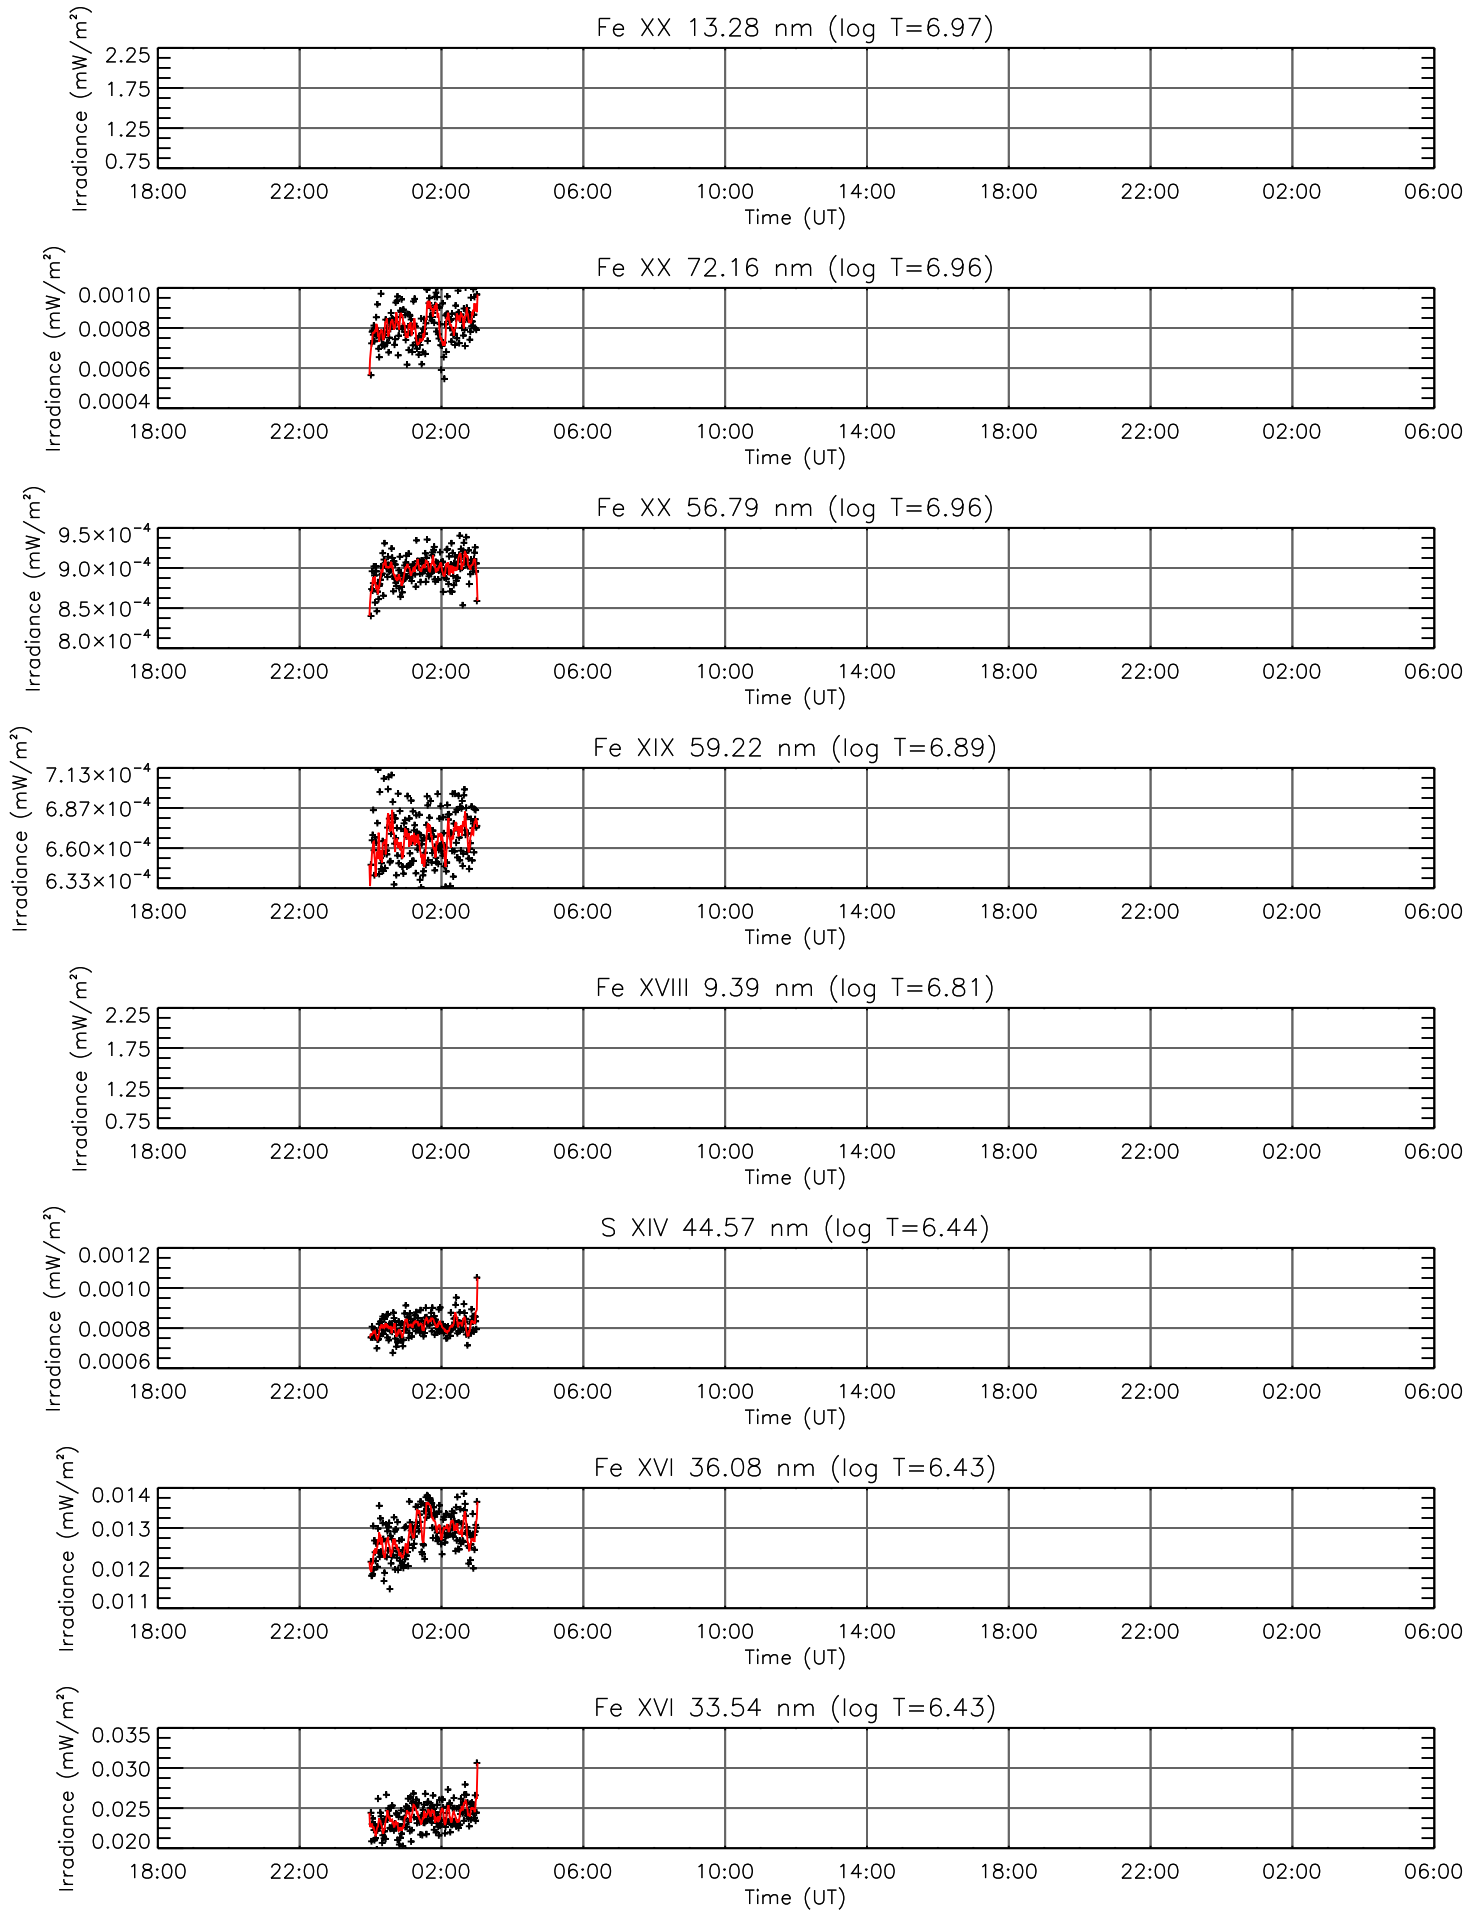 Fe XX 13.28 nm (log T=6.97)
Irradiance (mW/m²)
2.25
1.75
1.25
0.75
18:00 22:00 02:00 06:00 10:00 14:00 18:00 22:00 02:00 06:00
Time (UT)
Fe XX 72.16 nm (log T=6.96)
Irradiance (mW/m²)
0.0010
0.0008
0.0006
0.0004
18:00 22:00 02:00 06:00 10:00 14:00 18:00 22:00 02:00 06:00
Time (UT)
Fe XX 56.79 nm (log T=6.96)
Irradiance (mW/m²)
9.5×10⁻⁴
9.0×10⁻⁴
8.5×10⁻⁴
8.0×10⁻⁴
18:00 22:00 02:00 06:00 10:00 14:00 18:00 22:00 02:00 06:00
Time (UT)
Fe XIX 59.22 nm (log T=6.89)
Irradiance (mW/m²)
7.13×10⁻⁴
6.87×10⁻⁴
6.60×10⁻⁴
6.33×10⁻⁴
18:00 22:00 02:00 06:00 10:00 14:00 18:00 22:00 02:00 06:00
Time (UT)
Fe XVIII 9.39 nm (log T=6.81)
Irradiance (mW/m²)
2.25
1.75
1.25
0.75
18:00 22:00 02:00 06:00 10:00 14:00 18:00 22:00 02:00 06:00
Time (UT)
S XIV 44.57 nm (log T=6.44)
Irradiance (mW/m²)
0.0012
0.0010
0.0008
0.0006
18:00 22:00 02:00 06:00 10:00 14:00 18:00 22:00 02:00 06:00
Time (UT)
Fe XVI 36.08 nm (log T=6.43)
Irradiance (mW/m²)
0.014
0.013
0.012
0.011
18:00 22:00 02:00 06:00 10:00 14:00 18:00 22:00 02:00 06:00
Time (UT)
Fe XVI 33.54 nm (log T=6.43)
Irradiance (mW/m²)
0.035
0.030
0.025
0.020
18:00 22:00 02:00 06:00 10:00 14:00 18:00 22:00 02:00 06:00
Time (UT)